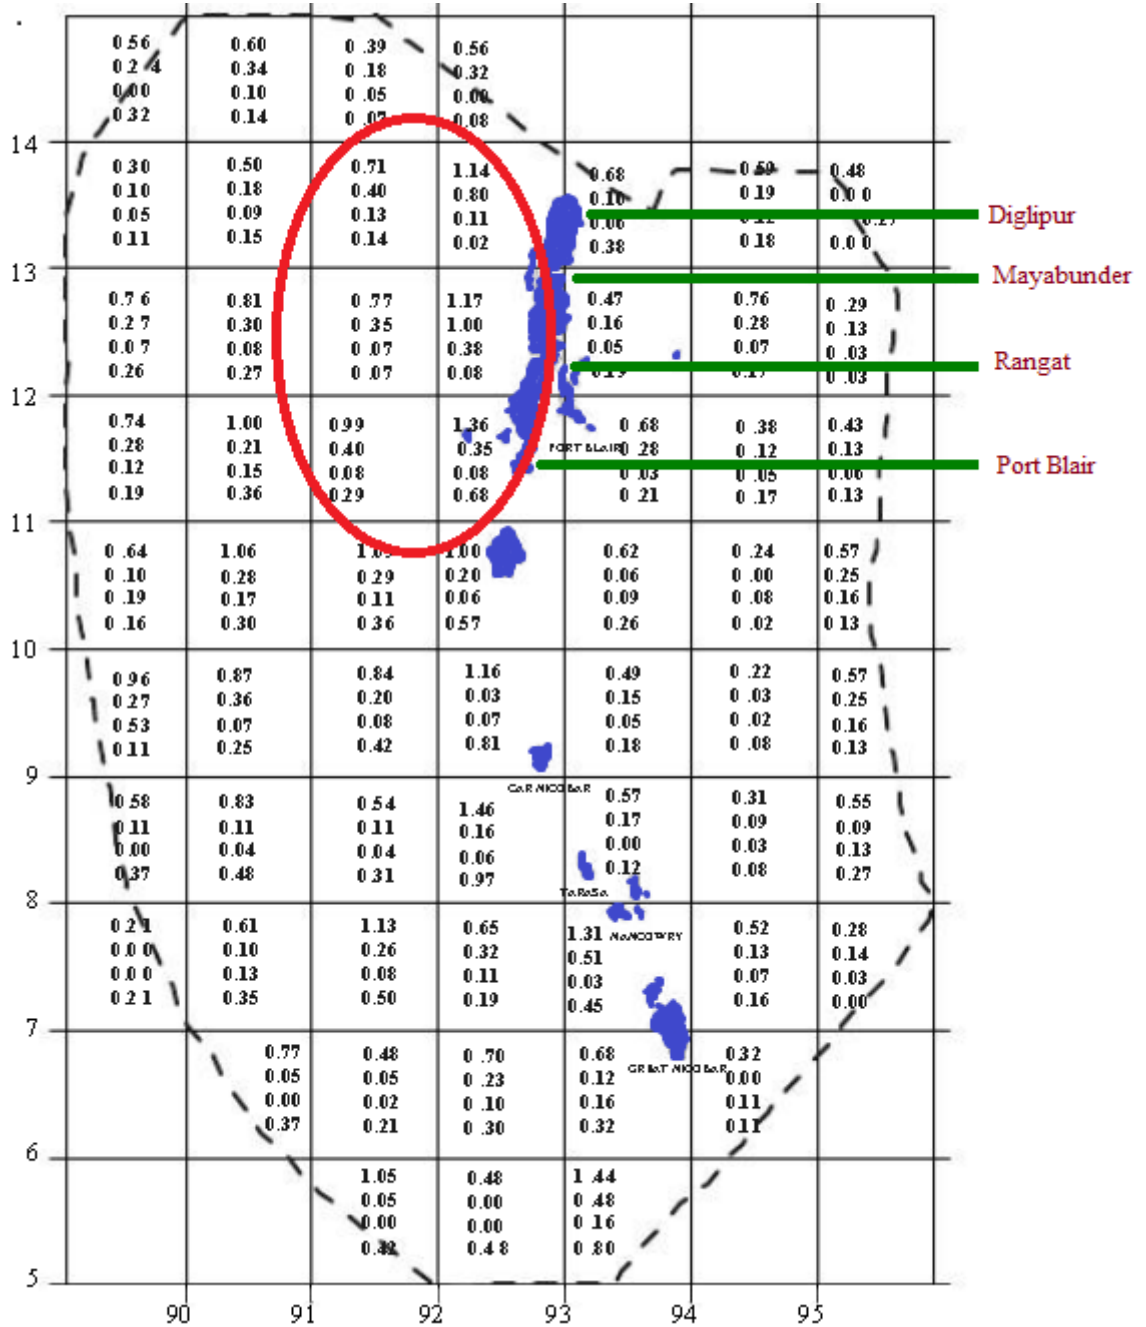 0.56 0.60 0 .39 0.56
0.2 4 0.34 0 .18 0.32
0.00 0.10 0 .05 0.00
0.32 0.14 0 .07 0.08
14
0.30 0.50 0.71 1.14 0.68 0.59 0.48
0.10 0.18 0.40 0.80 0.10 0.19 0.0 0
0.05 0.09 0.13 0.11 0.06 0.12 0.27
0.11 0.15 0.14 0.02 0.38 0.18 0.0 0
Diglipur
13
Mayabunder
0.7 6 0.81 0 .77 1.17 0.47 0.76 0 .29
0.2 7 0.30 0 .35 1.00 0.16 0.28 0 .13
0.0 7 0.08 0 .07 0.38 0.05 0.07 0 .03
0.26 0.27 0 .07 0.08 0.19 0.17 0 .03
Rangat
12
0.74 1.00 0.99 1.36 0 .68 0 .38 0.43
0.28 0.21 0.40 0.35 0 .28 0 .12 0.13
0.12 0.15 0 .08 0.08 0 .03 0 .05 0.06
0.19 0.36 0.29 0.68 0 .21 0 .17 0.13
PORT BLAIR
Port Blair
11
0 .64 1.06 1.00 0.62 0 .24 0.57
0 .10 0.28 0.29 0.20 0.06 0 .00 0.25
0 .19 0.17 0.11 0.06 0.09 0 .08 0.16
0 .16 0.30 0.36 0.57 0.26 0 .02 0.13
10
0.96 0.87 0.84 1.16 0.49 0 .22 0.57
0.27 0.36 0.20 0.03 0.15 0 .03 0.25
0.53 0.07 0.08 0.07 0.05 0 .02 0.16
0.11 0.25 0.42 0.81 0.18 0 .08 0.13
9
CAR NICOBAR
0.58 0.83 0.54 1.46 0.57 0.31 0.55
0.11 0.11 0.11 0.16 0.17 0.09 0.09
0.00 0.04 0.04 0.06 0.00 0.03 0.13
0.37 0.48 0.31 0.97 0.12 0.08 0.27
TaRaSa
8
0.2 1 0.61 1.13 0.65 1.31 0.52 0.28
0.0 0 0.10 0.26 0.32 0.51 0.13 0.14
0.0 0 0.13 0.08 0.11 0.03 0.07 0.03
0.2 1 0.35 0.50 0.19 0.45 0.16 0.00
NaNCOWRY
7
0.77 0.48 0 .70 0.68 0.32
0.05 0.05 0 .23 0.12 0.00
0.00 0.02 0 .10 0.16 0.11
0.37 0.21 0 .30 0.32 0.11
GREAT NICOBAR
6
1.05 0.48 1 .44
0.05 0.00 0 .48
0.00 0.00 0 .16
0.42 0.4 8 0 .80
5
90 91 92 93 94 95